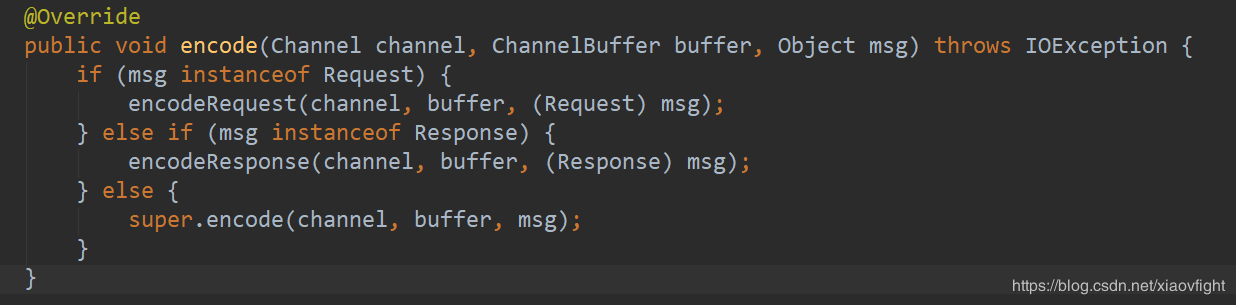 @Override
public void encode(Channel channel, ChannelBuffer buffer, Object msg) throws IOException {
    if (msg instanceof Request) {
        encodeRequest(channel, buffer, (Request) msg);
    } else if (msg instanceof Response) {
        encodeResponse(channel, buffer, (Response) msg);
    } else {
        super.encode(channel, buffer, msg);
    }
}
https://blog.csdn.net/xiaovfight